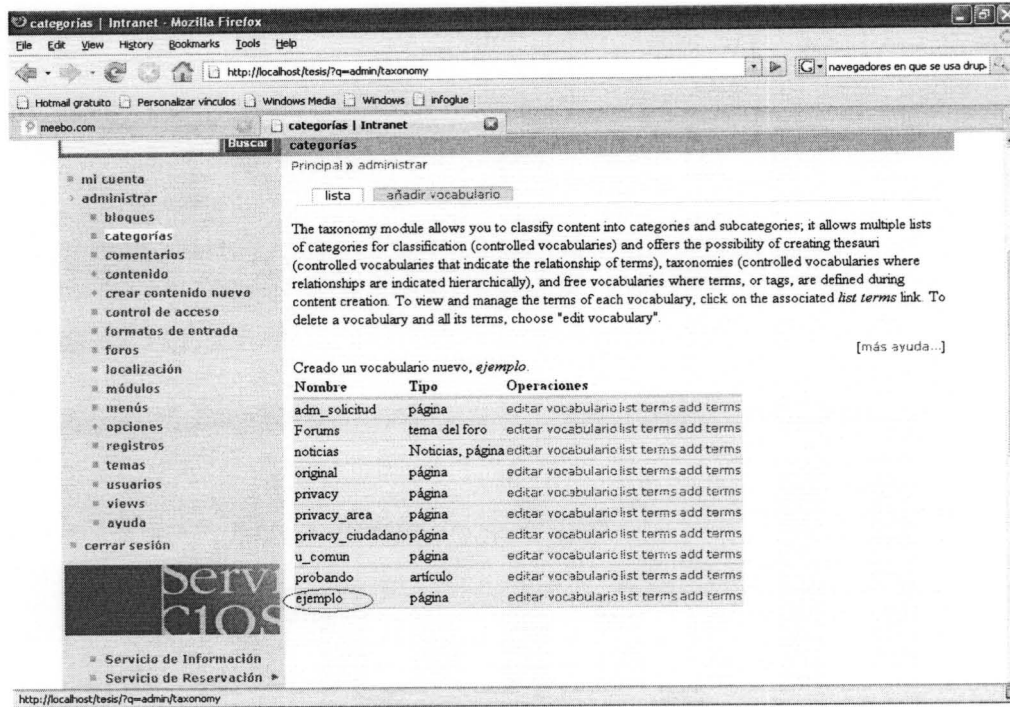 categorías | Intranet - Mozilla Firefox
File Edit View History Bookmarks Tools Help
http://localhost/tesis/?q=admin/taxonomy
navegadores en que se usa drup
Hotmail gratuito Personalizar vínculos Windows Media Windows infoglue
meebo.com categorías | Intranet
Buscar
categorías
Principal » administrar
lista añadir vocabulario
The taxonomy module allows you to classify content into categories and subcategories; it allows multiple lists
of categories for classification (controlled vocabularies) and offers the possibility of creating thesauri
(controlled vocabularies that indicate the relationship of terms), taxonomies (controlled vocabularies where
relationships are indicated hierarchically), and free vocabularies where terms, or tags, are defined during
content creation. To view and manage the terms of each vocabulary, click on the associated list terms link. To
delete a vocabulary and all its terms, choose "edit vocabulary".
[más ayuda...]
Creado un vocabulario nuevo, ejemplo.
Nombre Tipo Operaciones
adm_solicitud página editar vocabulario list terms add terms
Forums tema del foro editar vocabulario list terms add terms
noticias Noticias, página editar vocabulario list terms add terms
original página editar vocabulario list terms add terms
privacy página editar vocabulario list terms add terms
privacy_area página editar vocabulario list terms add terms
privacy_ciudadano página editar vocabulario list terms add terms
u_comun página editar vocabulario list terms add terms
probando artículo editar vocabulario list terms add terms
ejemplo página editar vocabulario list terms add terms
mi cuenta
administrar
bloques
categorías
comentarios
contenido
crear contenido nuevo
control de acceso
formatos de entrada
foros
localización
módulos
menús
opciones
registros
temas
usuarios
views
ayuda
cerrar sesión
Servi
cios
Servicio de Información
Servicio de Reservación
http://localhost/tesis/?q=admin/taxonomy